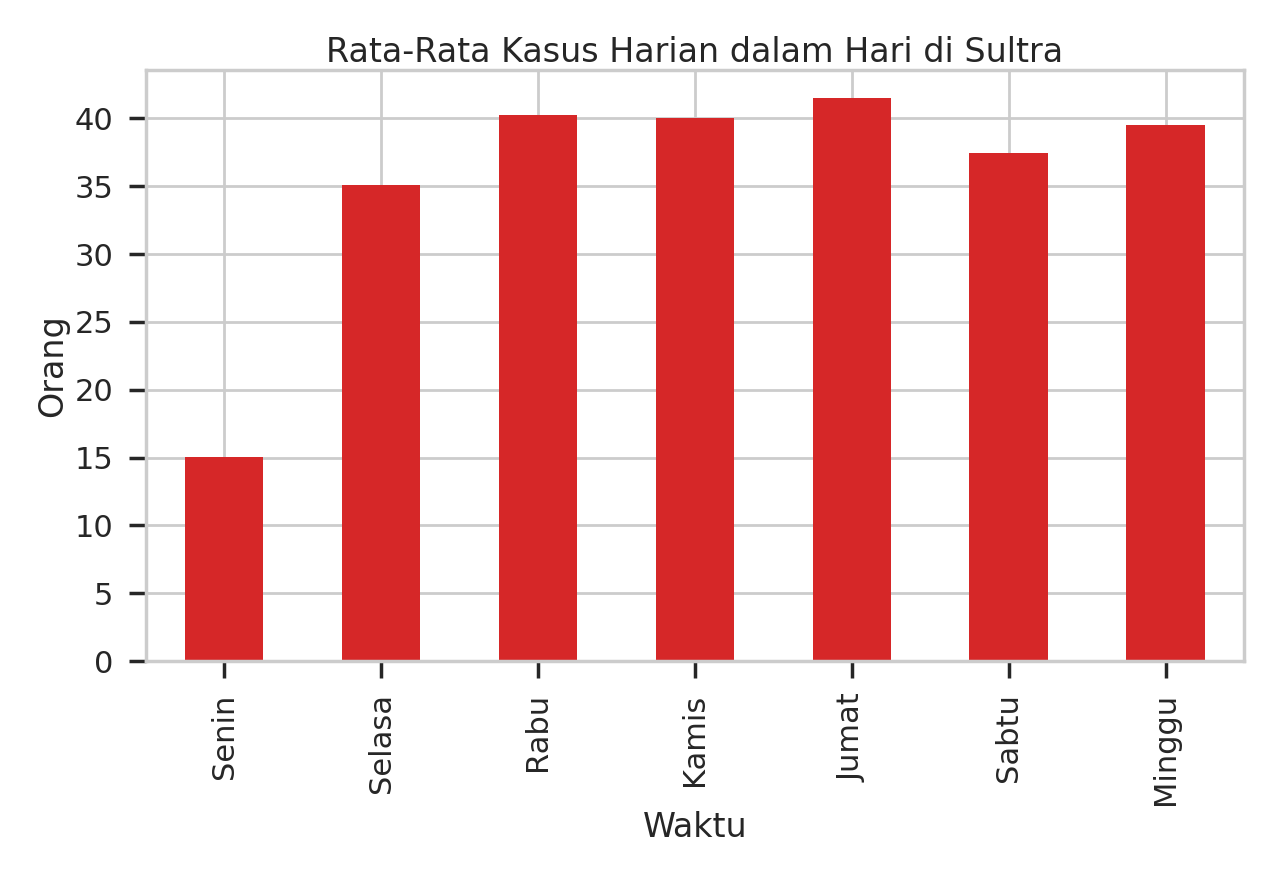 Rata-Rata Kasus Harian dalam Hari di Sultra
Orang
40
35
30
25
20
15
10
5
0
Senin
Selasa
Rabu
Kamis
Jumat
Sabtu
Minggu
Waktu